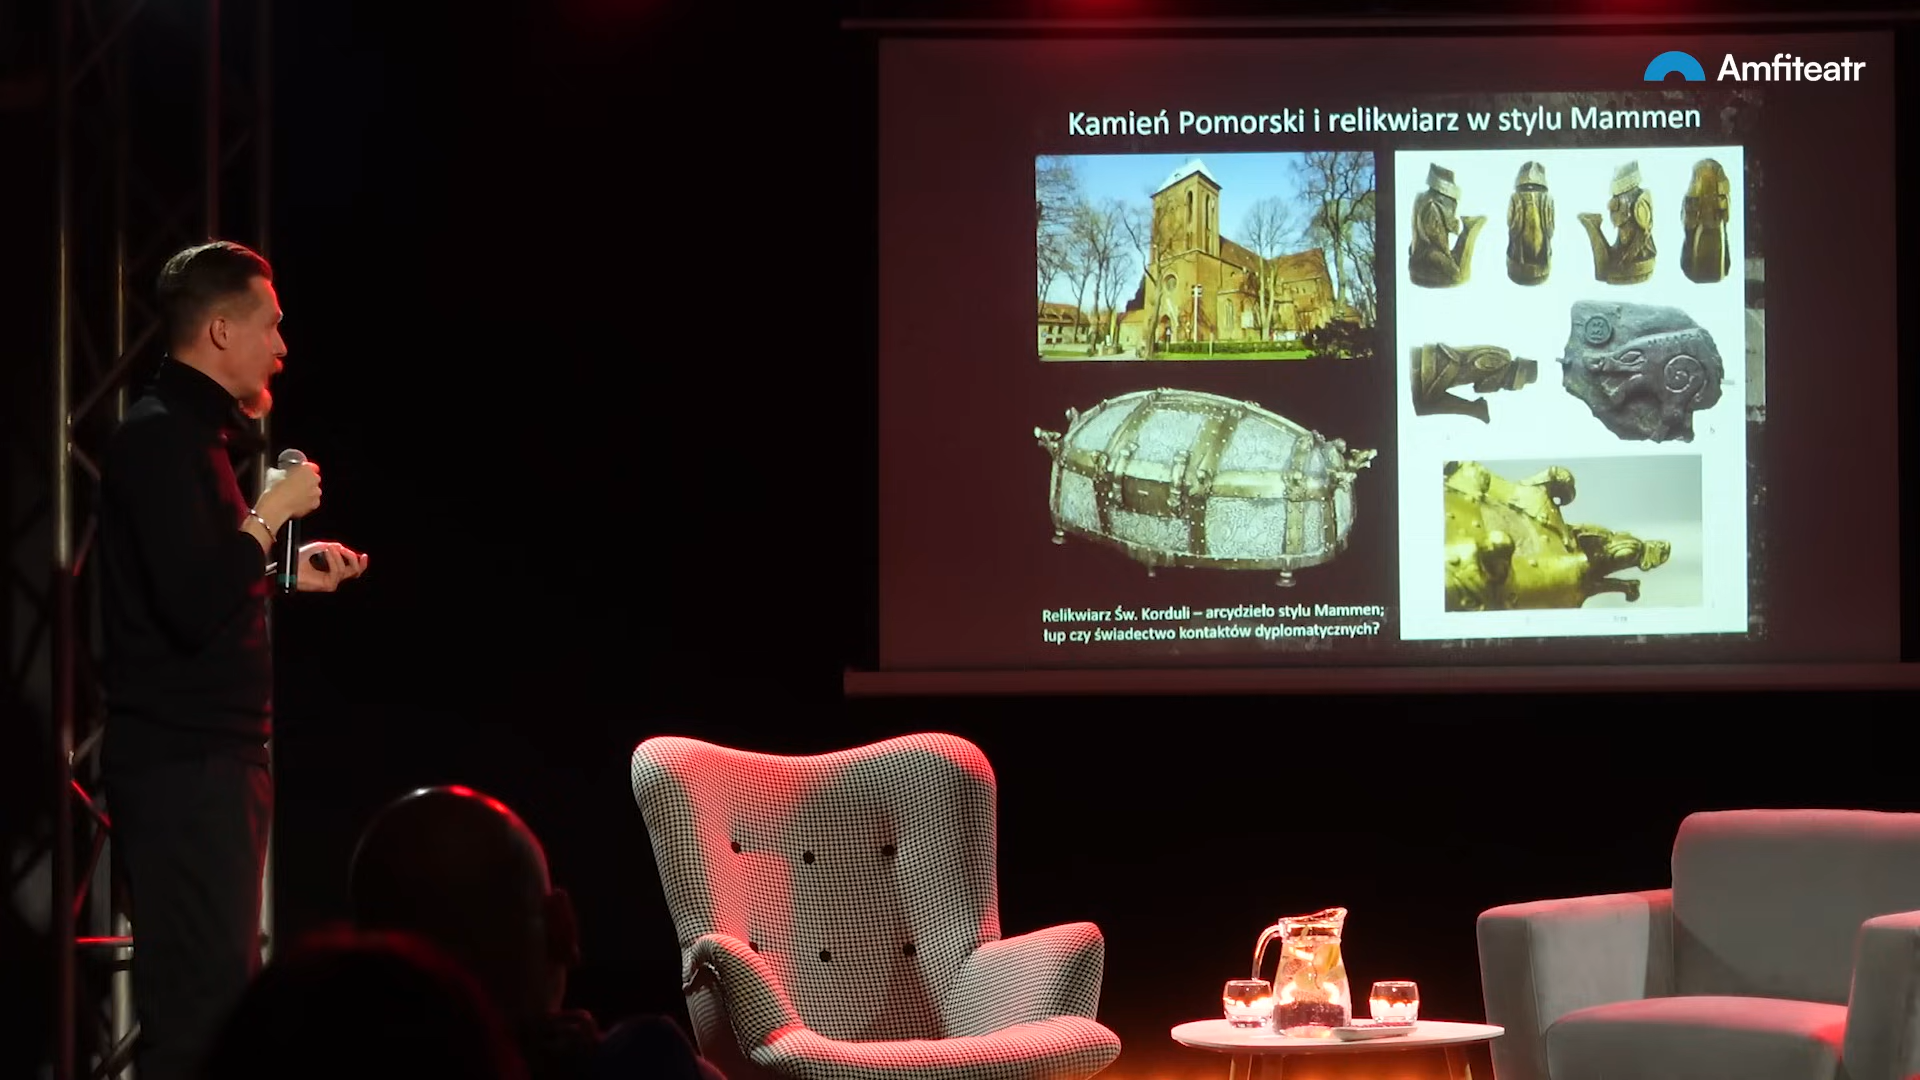 Amfiteatr
Kamień Pomorski i relikwiarz w stylu Mammen
Relikwiarz Św. Korduli – arcydzieło stylu Mammen;
łup czy świadectwo kontaktów dyplomatycznych?